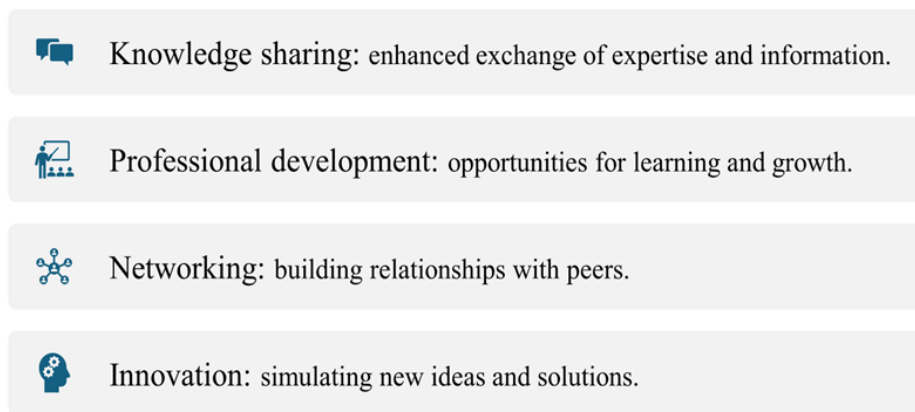 Knowledge sharing: enhanced exchange of expertise and information.
Professional development: opportunities for learning and growth.
Networking: building relationships with peers.
Innovation: simulating new ideas and solutions.